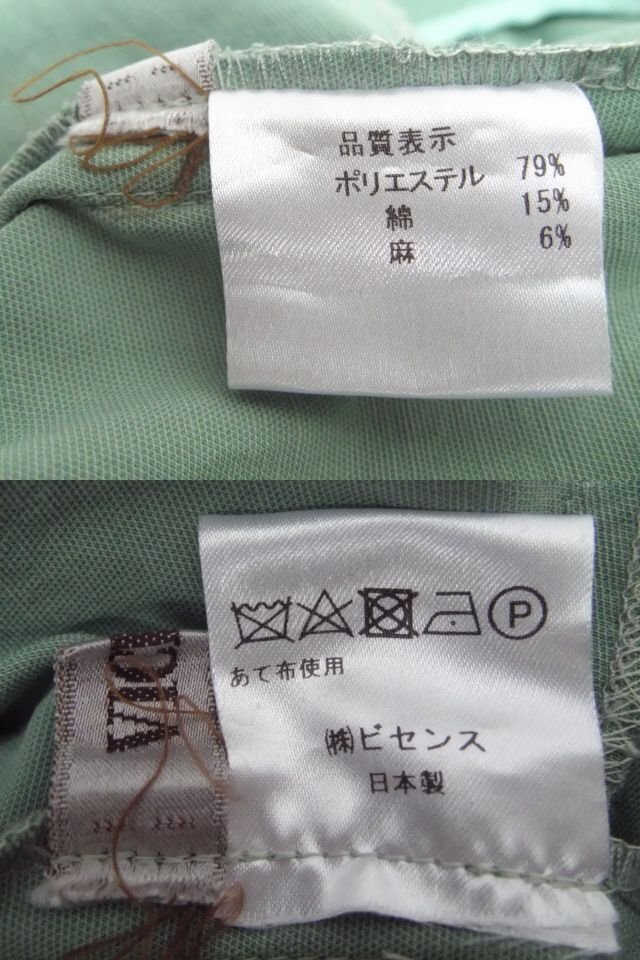 品質表示
ポリエステル 79%
綿 15%
麻 6%
P
あて布使用
㈱ビセンス
日本製